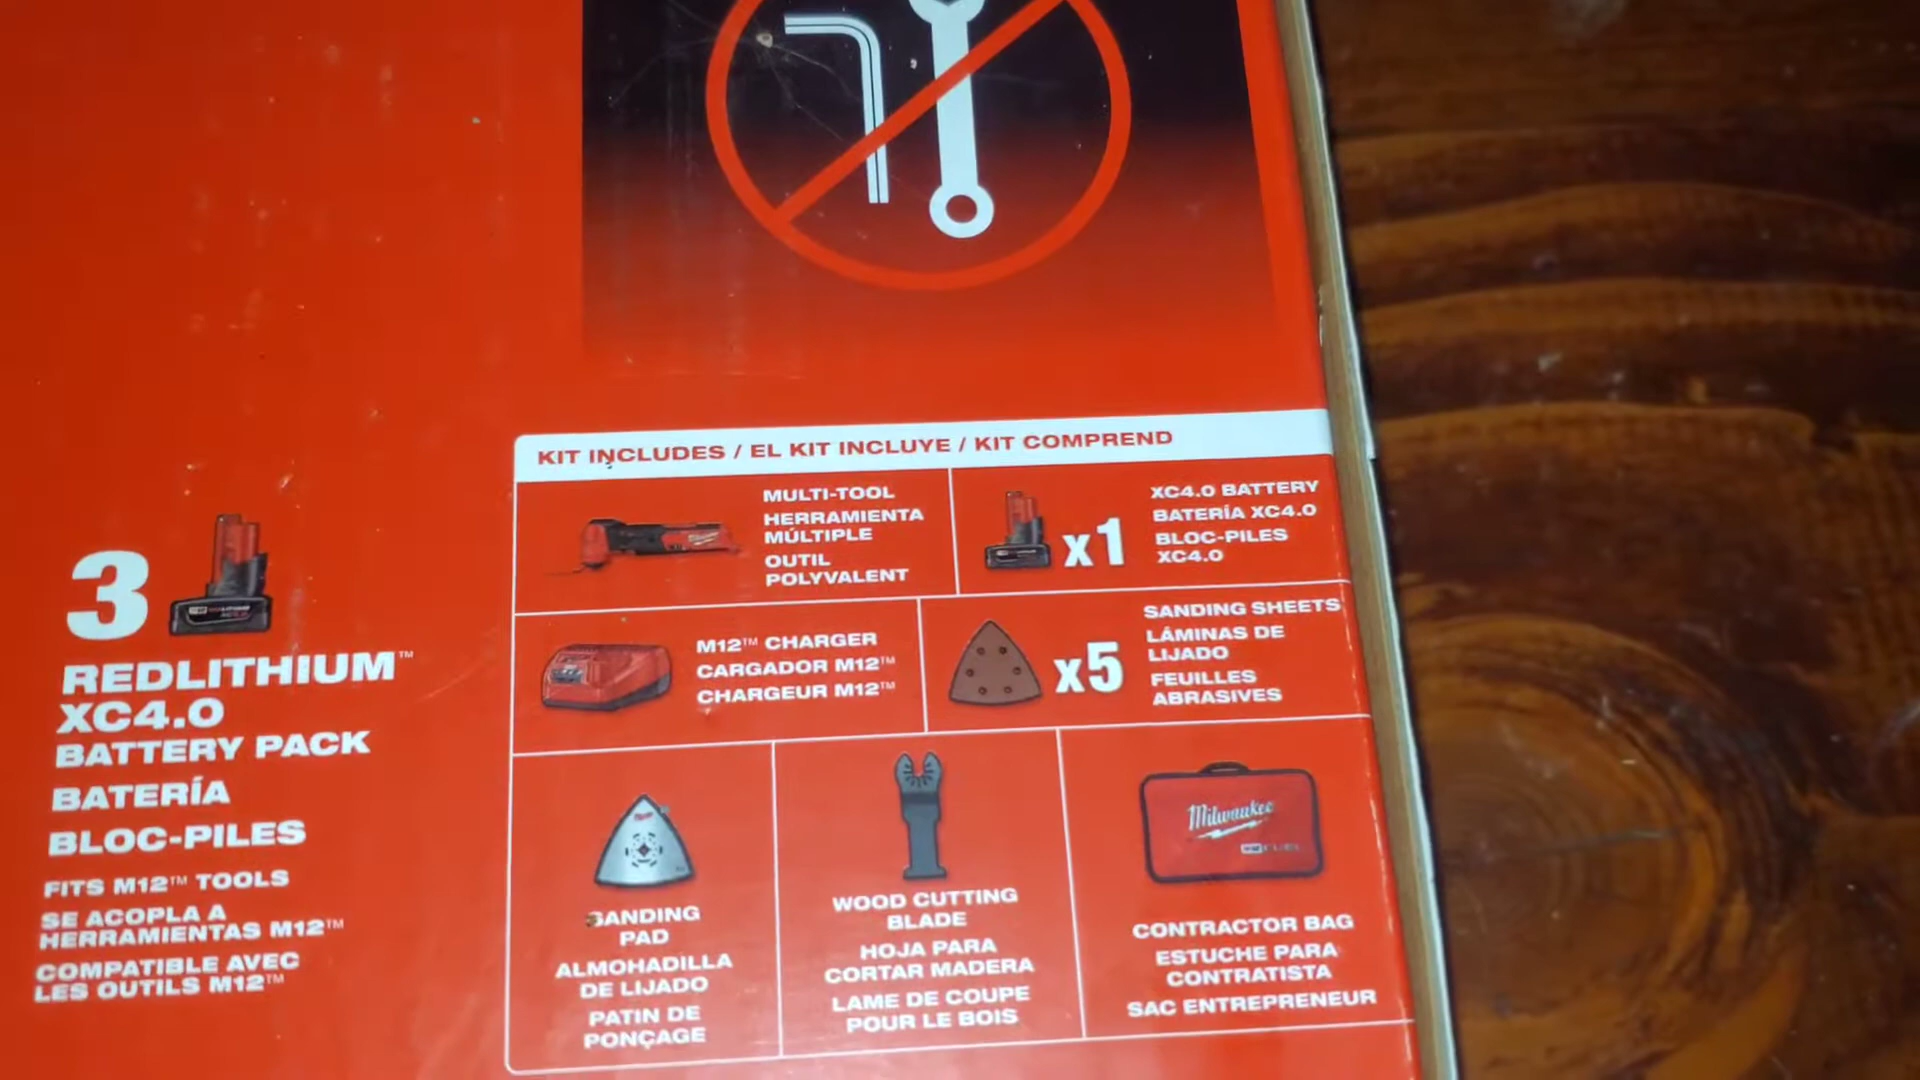 KIT INCLUDES / EL KIT INCLUYE / KIT COMPREND
MULTI-TOOL
HERRAMIENTA
MÚLTIPLE
OUTIL
POLYVALENT
x1
XC4.0 BATTERY
BATERÍA XC4.0
BLOC-PILES
XC4.0
M12™ CHARGER
CARGADOR M12™
CHARGEUR M12™
x5
SANDING SHEETS
LÁMINAS DE
LIJADO
FEUILLES
ABRASIVES
SANDING
PAD
ALMOHADILLA
DE LIJADO
PATIN DE
PONÇAGE
WOOD CUTTING
BLADE
HOJA PARA
CORTAR MADERA
LAME DE COUPE
POUR LE BOIS
Milwaukee
FUEL
CONTRACTOR BAG
ESTUCHE PARA
CONTRATISTA
SAC ENTREPRENEUR
3
REDLITHIUM™
XC4.0
BATTERY PACK
BATERÍA
BLOC-PILES
FITS M12™ TOOLS
SE ACOPLA A
HERRAMIENTAS M12™
COMPATIBLE AVEC
LES OUTILS M12™